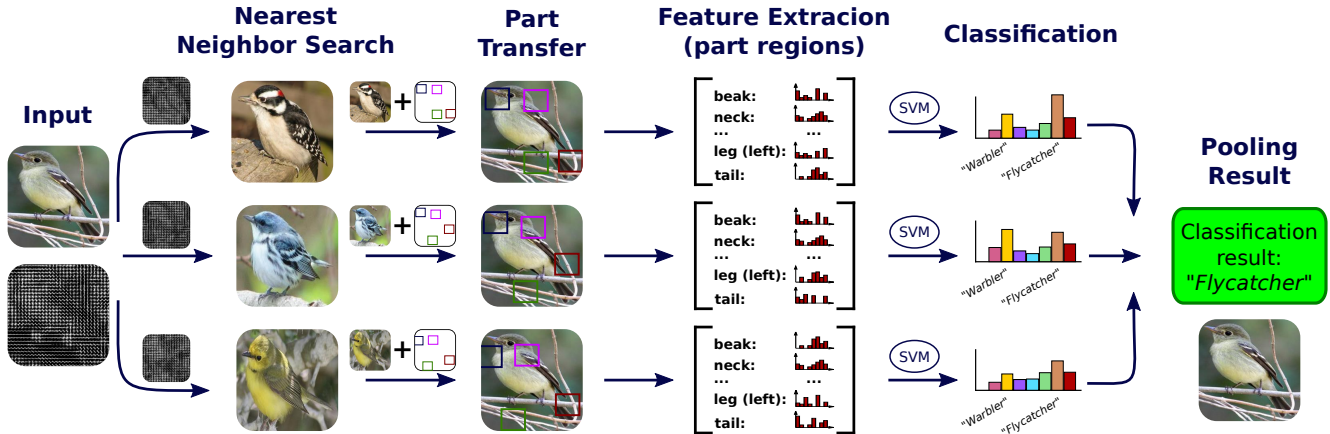 Input
Nearest
Neighbor Search
Part
Transfer
Feature Extracion
(part regions)
Classification
Pooling
Result
+
beak:
neck:
...
...
leg (left):
tail:
SVM
"Warbler"
"Flycatcher"
+
beak:
neck:
...
...
leg (left):
tail:
SVM
"Warbler"
"Flycatcher"
Classification
result:
"Flycatcher"
+
beak:
neck:
...
...
leg (left):
tail:
SVM
"Warbler"
"Flycatcher"